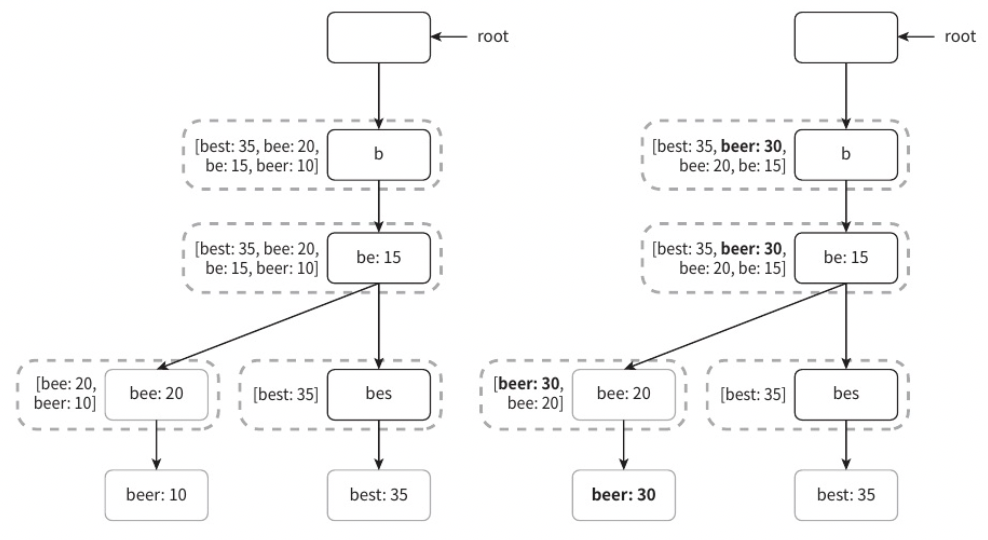 root
[best: 35, bee: 20,
be: 15, beer: 10]
b
[best: 35, bee: 20,
be: 15, beer: 10]
be: 15
[bee: 20,
beer: 10]
bee: 20
[best: 35]
bes
beer: 10
best: 35
root
[best: 35, beer: 30,
bee: 20, be: 15]
b
[best: 35, beer: 30,
bee: 20, be: 15]
be: 15
[beer: 30,
bee: 20]
bee: 20
[best: 35]
bes
beer: 30
best: 35